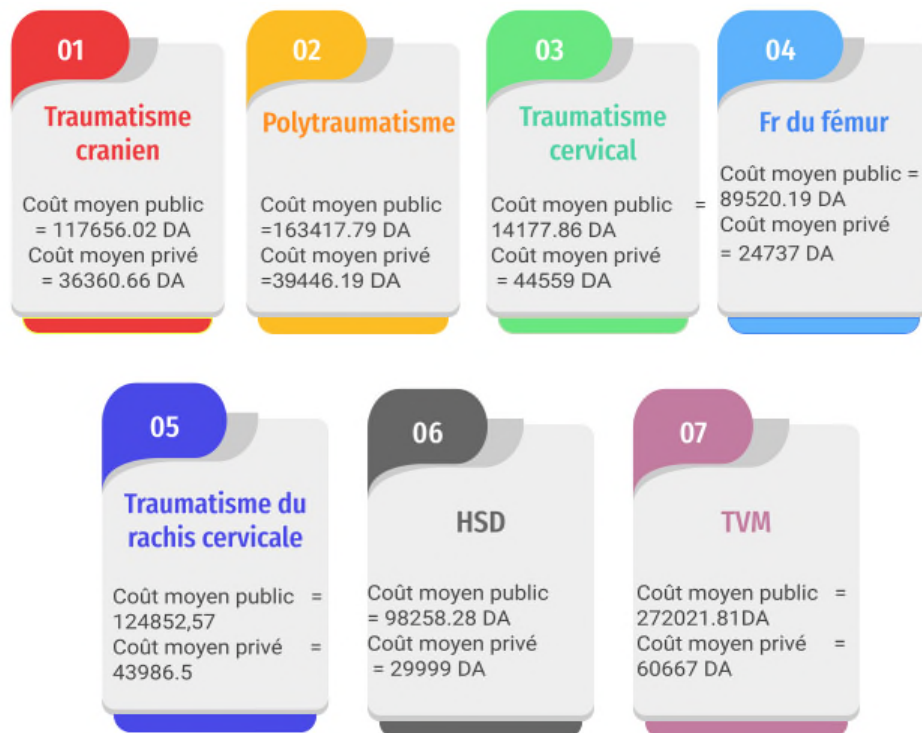 01
Traumatisme
cranien
Coût moyen public
= 117656.02 DA
Coût moyen privé
= 36360.66 DA
02
Polytraumatisme
Coût moyen public
=163417.79 DA
Coût moyen privé
=39446.19 DA
03
Traumatisme
cervical
Coût moyen public =
14177.86 DA
Coût moyen privé
= 44559 DA
04
Fr du fémur
Coût moyen public =
89520.19 DA
Coût moyen privé
= 24737 DA
05
Traumatisme du
rachis cervicale
Coût moyen public =
124852,57
Coût moyen privé =
43986.5
06
HSD
Coût moyen public
= 98258.28 DA
Coût moyen privé
= 29999 DA
07
TVM
Coût moyen public =
272021.81DA
Coût moyen privé =
60667 DA